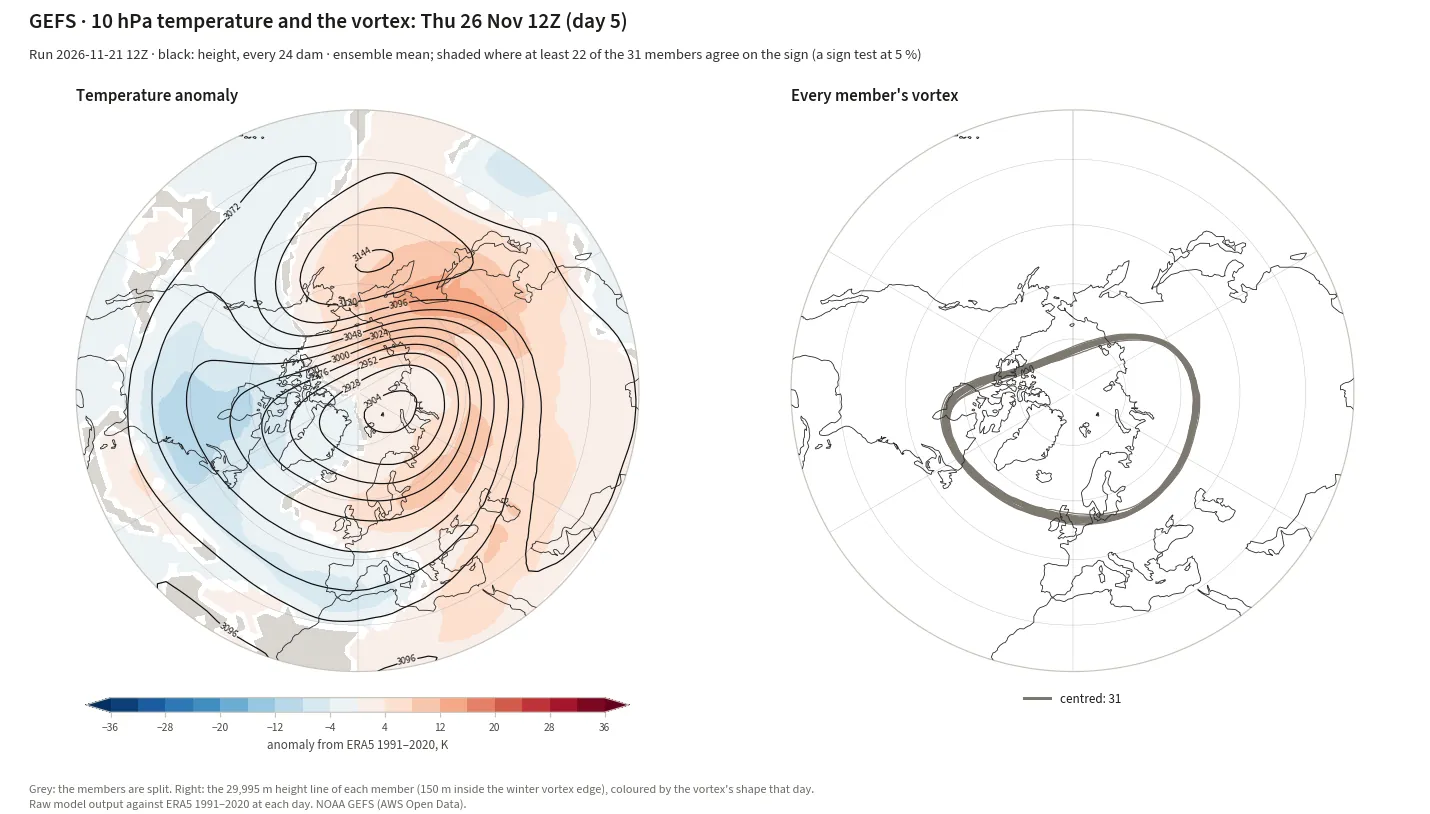 GEFS · 10 hPa temperature and the vortex: Thu 26 Nov 12Z (day 5)
Run 2026-11-21 12Z · black: height, every 24 dam · ensemble mean; shaded where at least 22 of the 31 members agree on the sign (a sign test at 5 %)
Temperature anomaly
Every member's vortex
3072
3144
3120
3096
3048
3024
3000
2952
2976
2928
2904
3096
3096
centred: 31
−36 −28 −20 −12 −4 4 12 20 28 36
anomaly from ERA5 1991–2020, K
Grey: the members are split. Right: the 29,995 m height line of each member (150 m inside the winter vortex edge), coloured by the vortex's shape that day.
Raw model output against ERA5 1991–2020 at each day. NOAA GEFS (AWS Open Data).